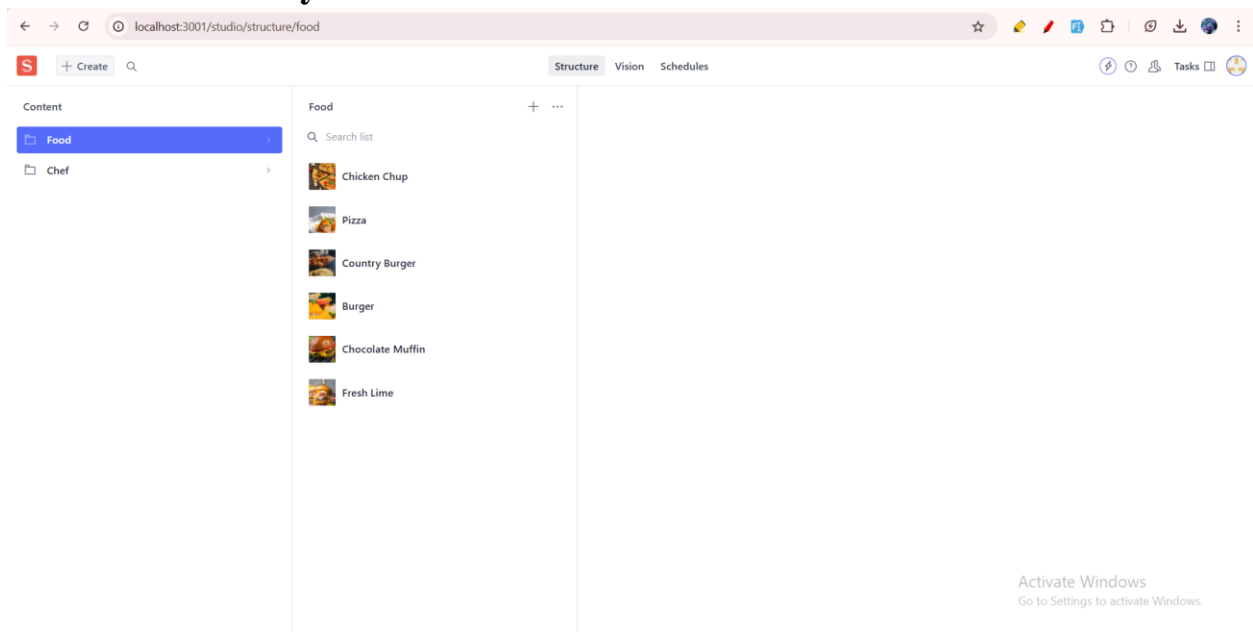 localhost:3001/studio/structure/food
S
+ Create
Structure Vision Schedules
Tasks
Content
Food
Chef
Food
Search list
Chicken Chup
Pizza
Country Burger
Burger
Chocolate Muffin
Fresh Lime
Activate Windows
Go to Settings to activate Windows.